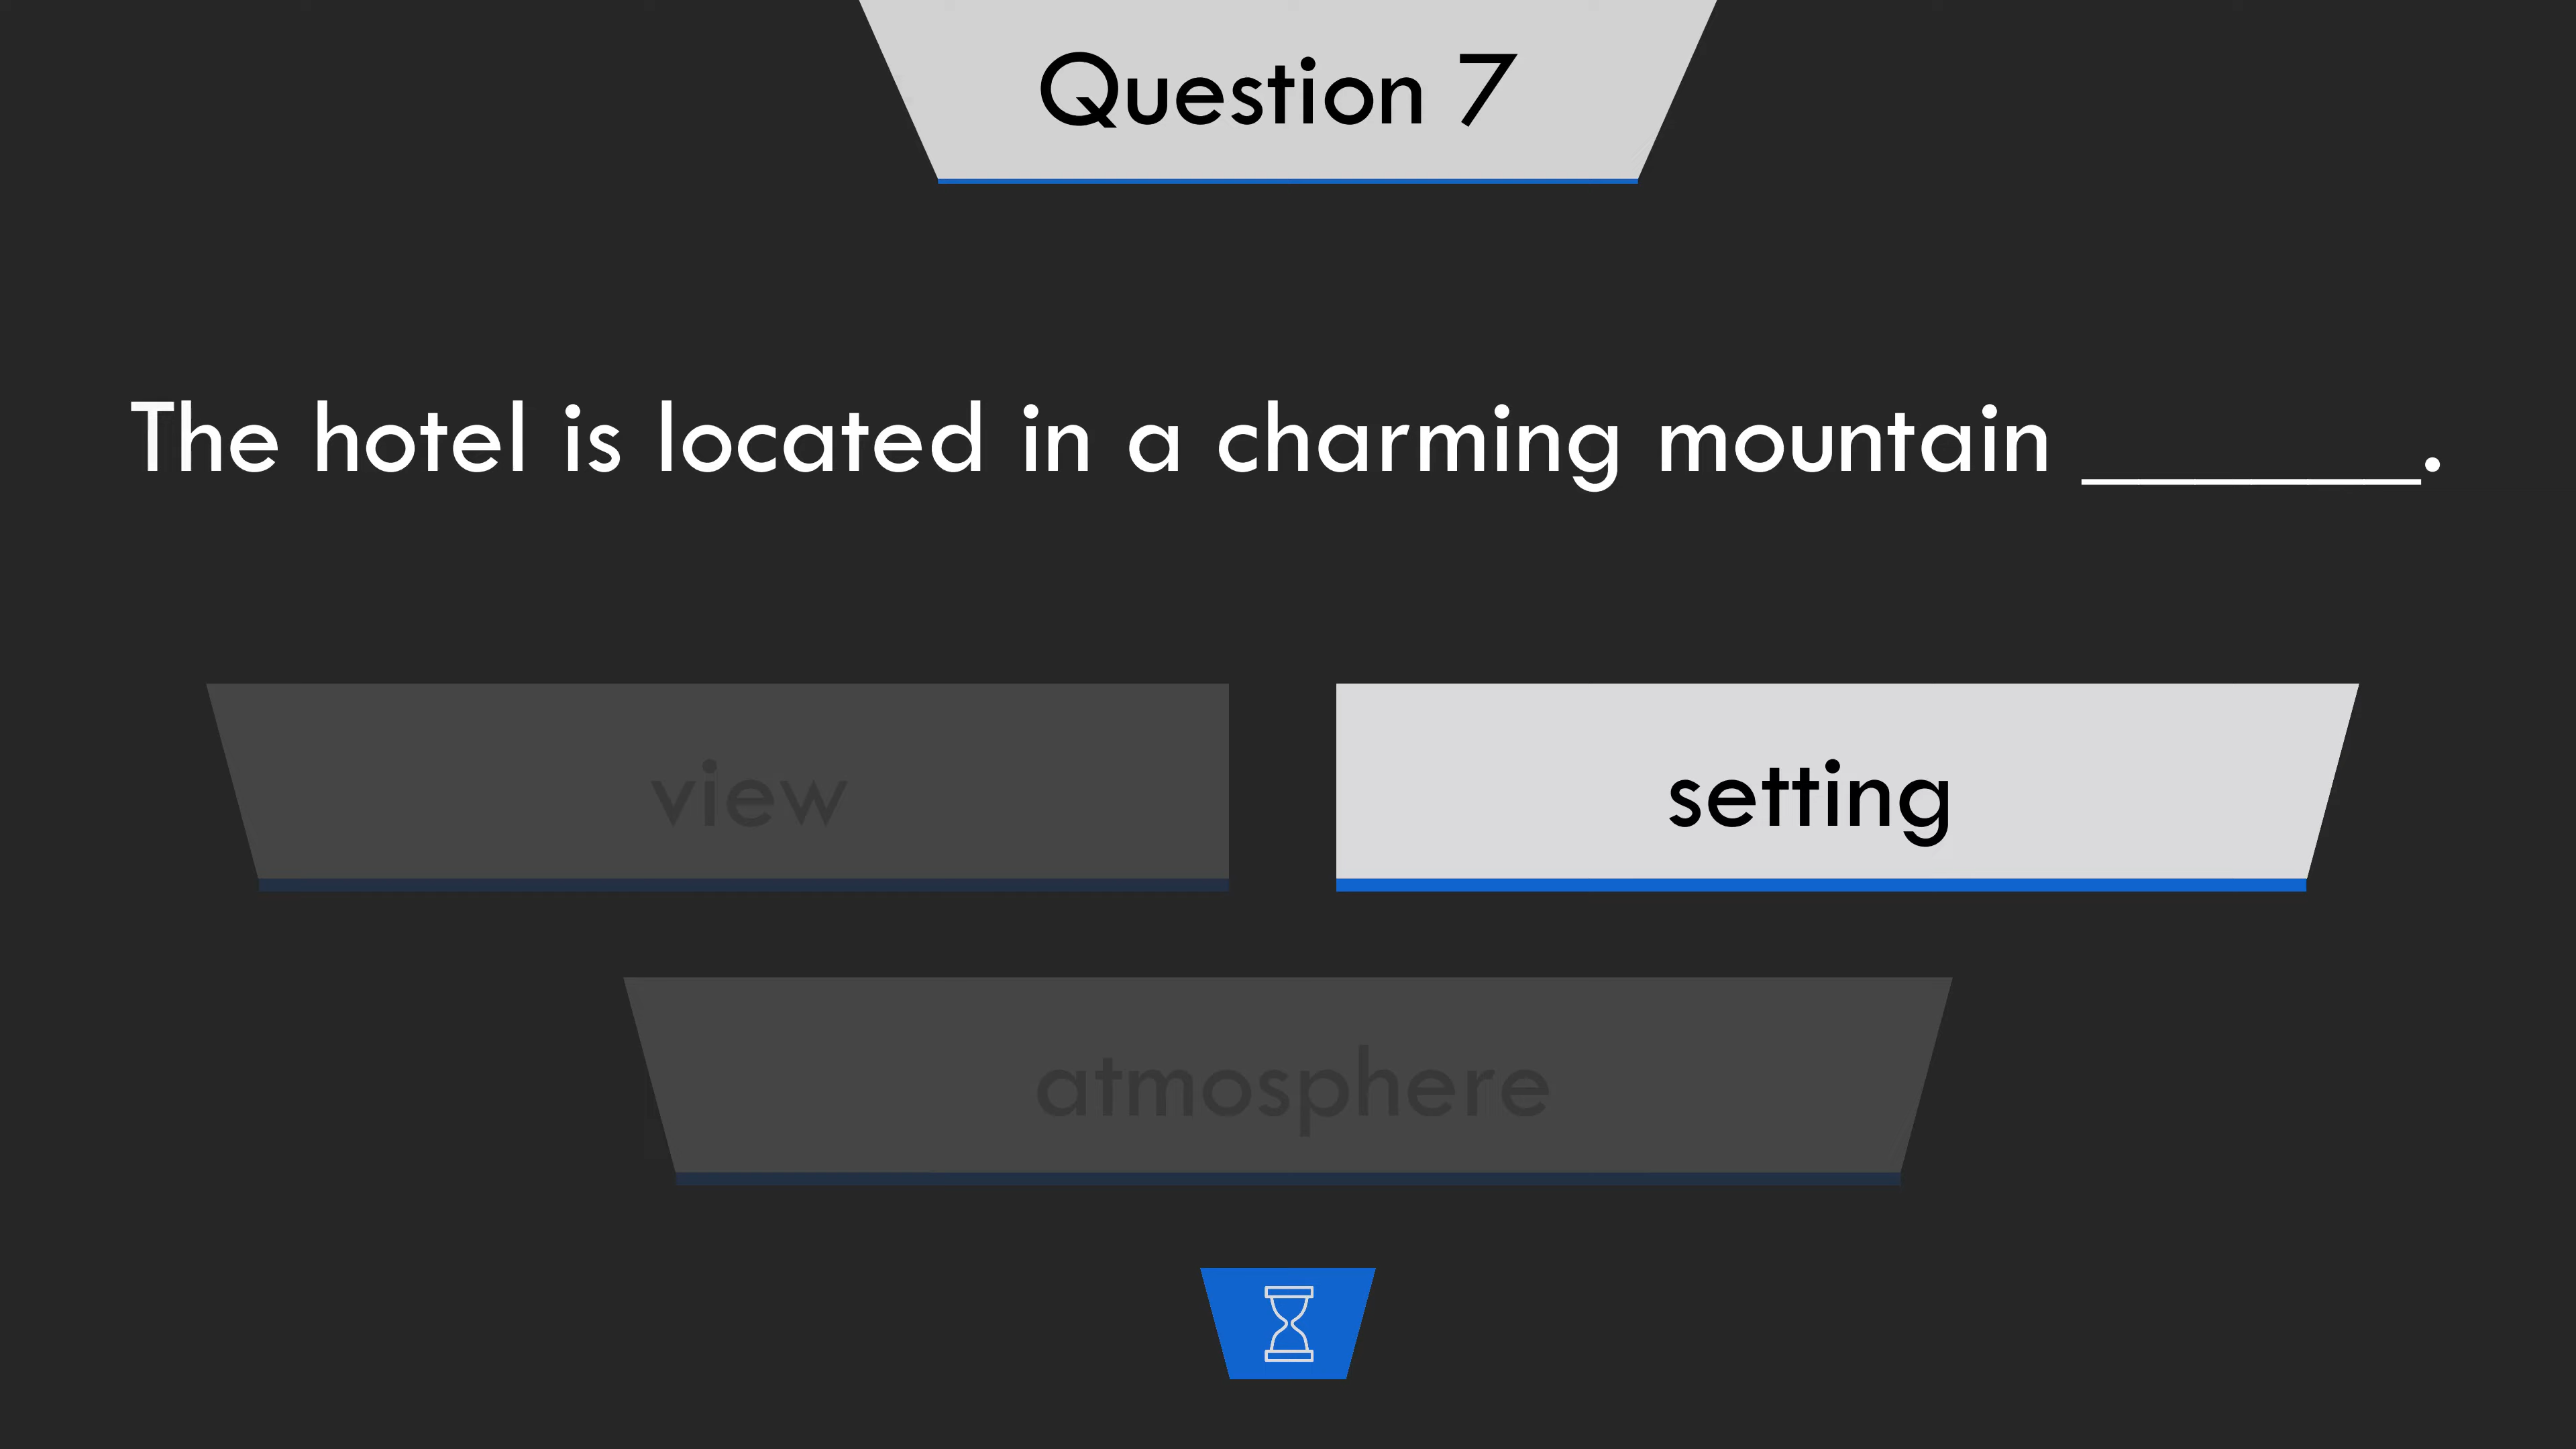 Question 7
The hotel is located in a charming mountain ________.
view
setting
atmosphere